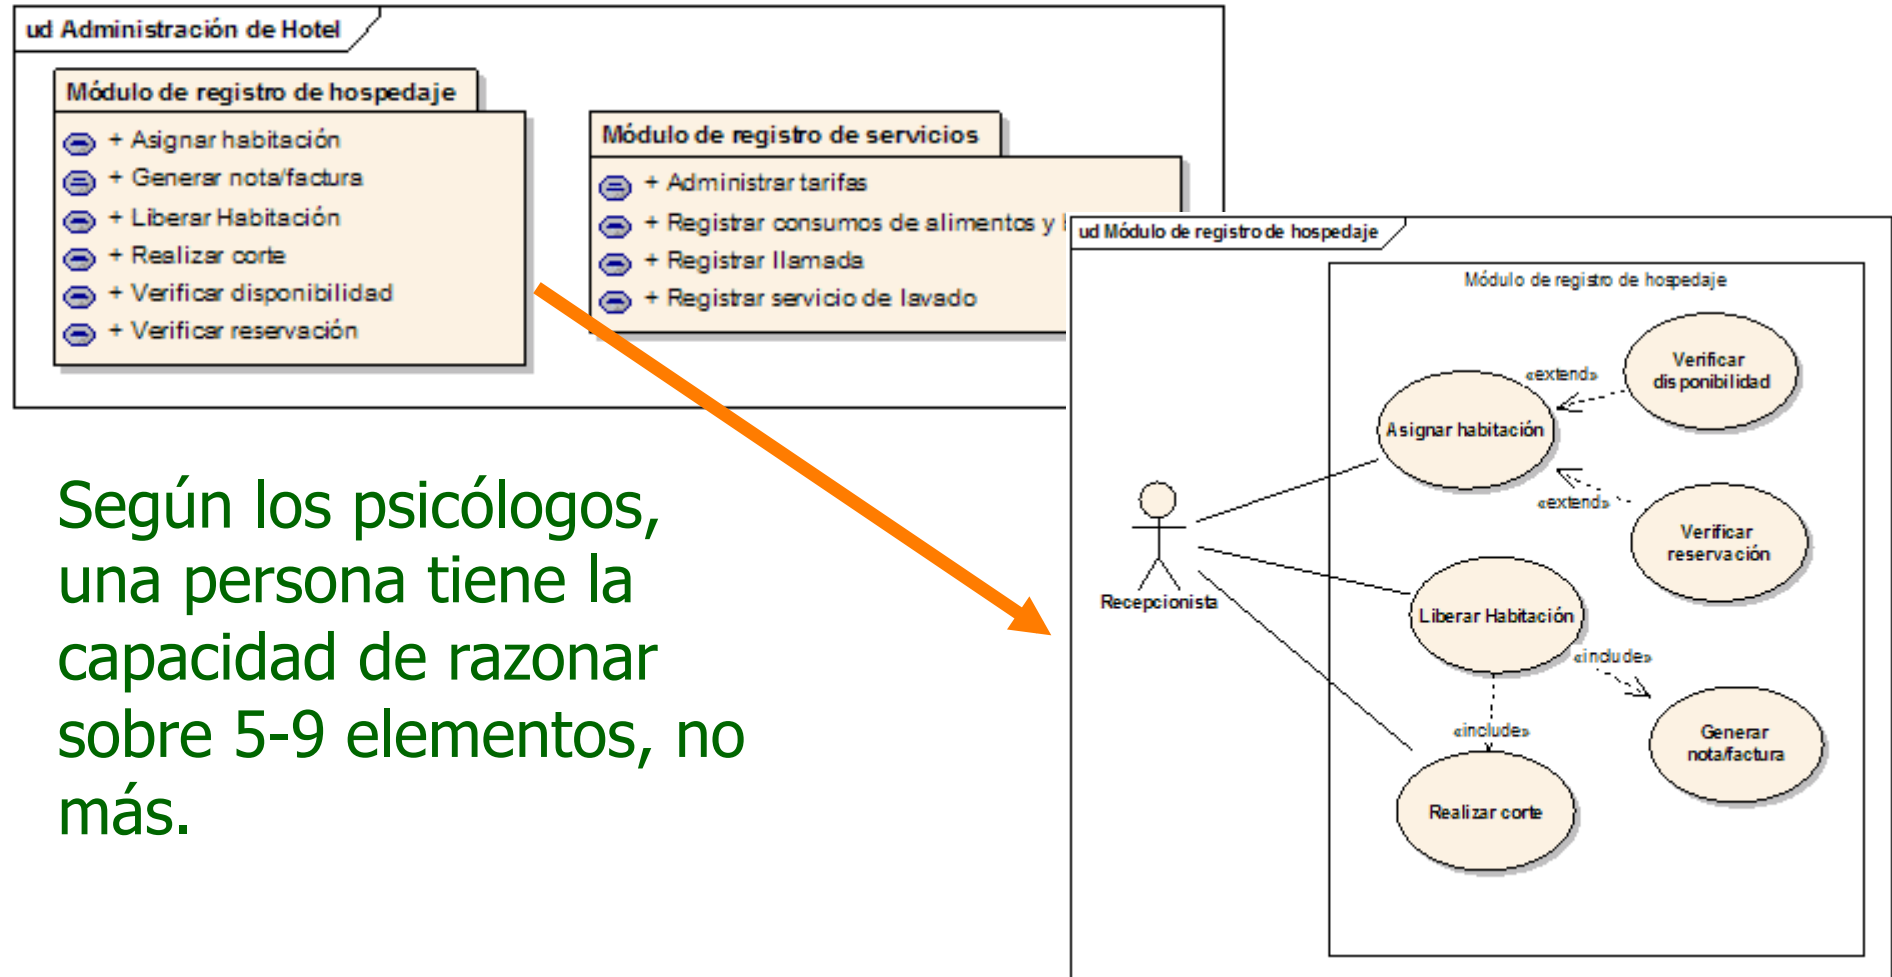 ud Administración de Hotel
Módulo de registro de hospedaje
+ Asignar habitación
+ Generar nota/factura
+ Liberar Habitación
+ Realizar corte
+ Verificar disponibilidad
+ Verificar reservación
Módulo de registro de servicios
+ Administrar tarifas
+ Registrar consumos de alimentos y
+ Registrar llamada
+ Registrar servicio de lavado
Según los psicólogos,
una persona tiene la
capacidad de razonar
sobre 5-9 elementos, no
más.
ud Módulo de registro de hospedaje
Módulo de registro de hospedaje
Verificar
disponibilidad
«extend»
Asignar habitación
«extend»
Verificar
reservación
Recepcionista
Liberar Habitación
«include»
«include»
Generar
nota/factura
Realizar corte